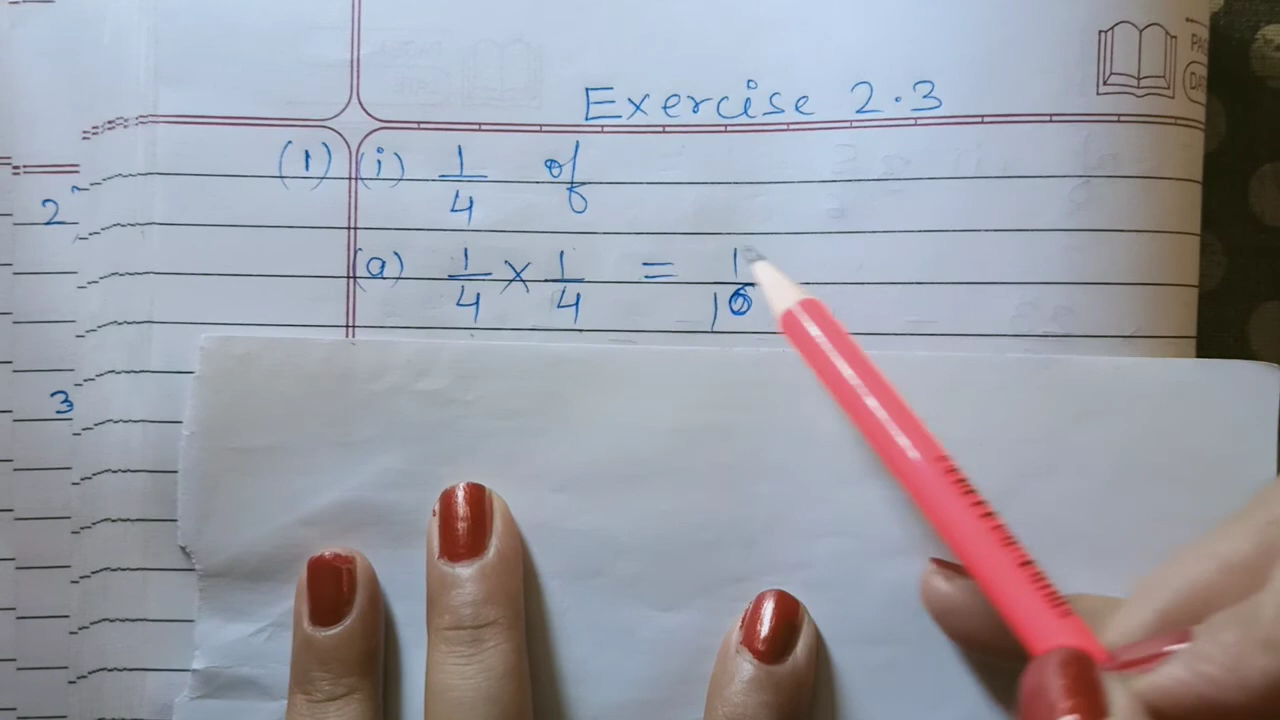 Exercise 2.3
(1) (i) 1/4 of
2
(a) 1/4 × 1/4 = 1/16
3